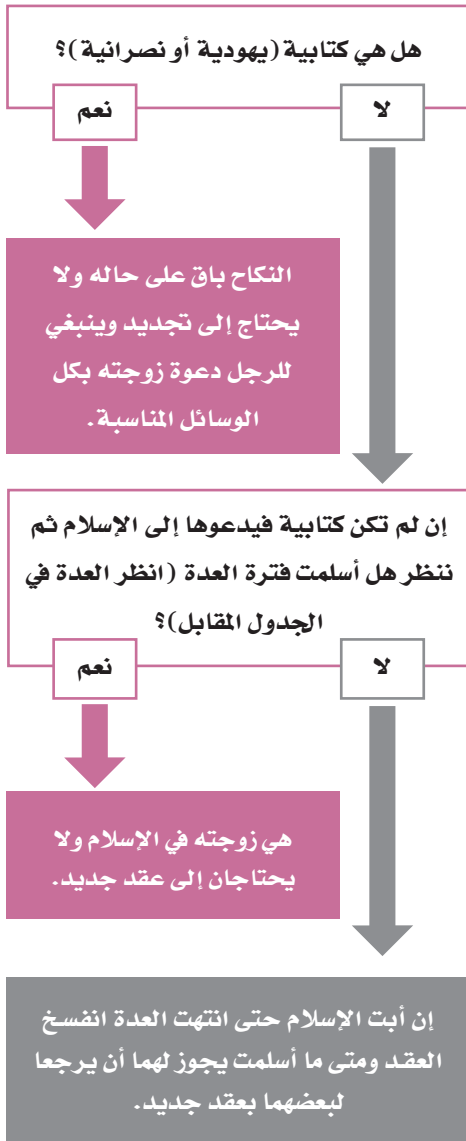 هل هي كتابية (يهودية أو نصرانية)؟
لا
نعم
النكاح باق على حاله ولا
يحتاج إلى تجديد وينبغي
للرجل دعوة زوجته بكل
الوسائل المناسبة.
إن لم تكن كتابية فيدعوها إلى الإسلام ثم
ننظر هل أسلمت فترة العدة (انظر العدة في
الجدول المقابل)؟
لا
نعم
هي زوجته في الإسلام ولا
يحتاجان إلى عقد جديد.
إن أبت الإسلام حتى انتهت العدة انفسخ
العقد ومتى ما أسلمت يجوز لهما أن يرجعا
لبعضهما بعقد جديد.